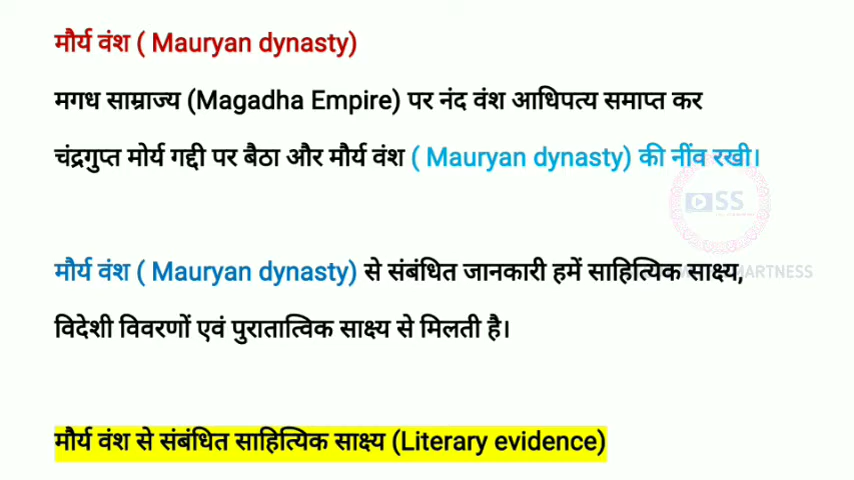 मौर्य वंश ( Mauryan dynasty)
मगध साम्राज्य (Magadha Empire) पर नंद वंश आधिपत्य समाप्त कर
चंद्रगुप्त मोर्य गद्दी पर बैठा और मौर्य वंश ( Mauryan dynasty) की नींव रखी।
SS
मौर्य वंश ( Mauryan dynasty) से संबंधित जानकारी हमें साहित्यिक साक्ष्य,
विदेशी विवरणों एवं पुरातात्विक साक्ष्य से मिलती है।
मौर्य वंश से संबंधित साहित्यिक साक्ष्य (Literary evidence)